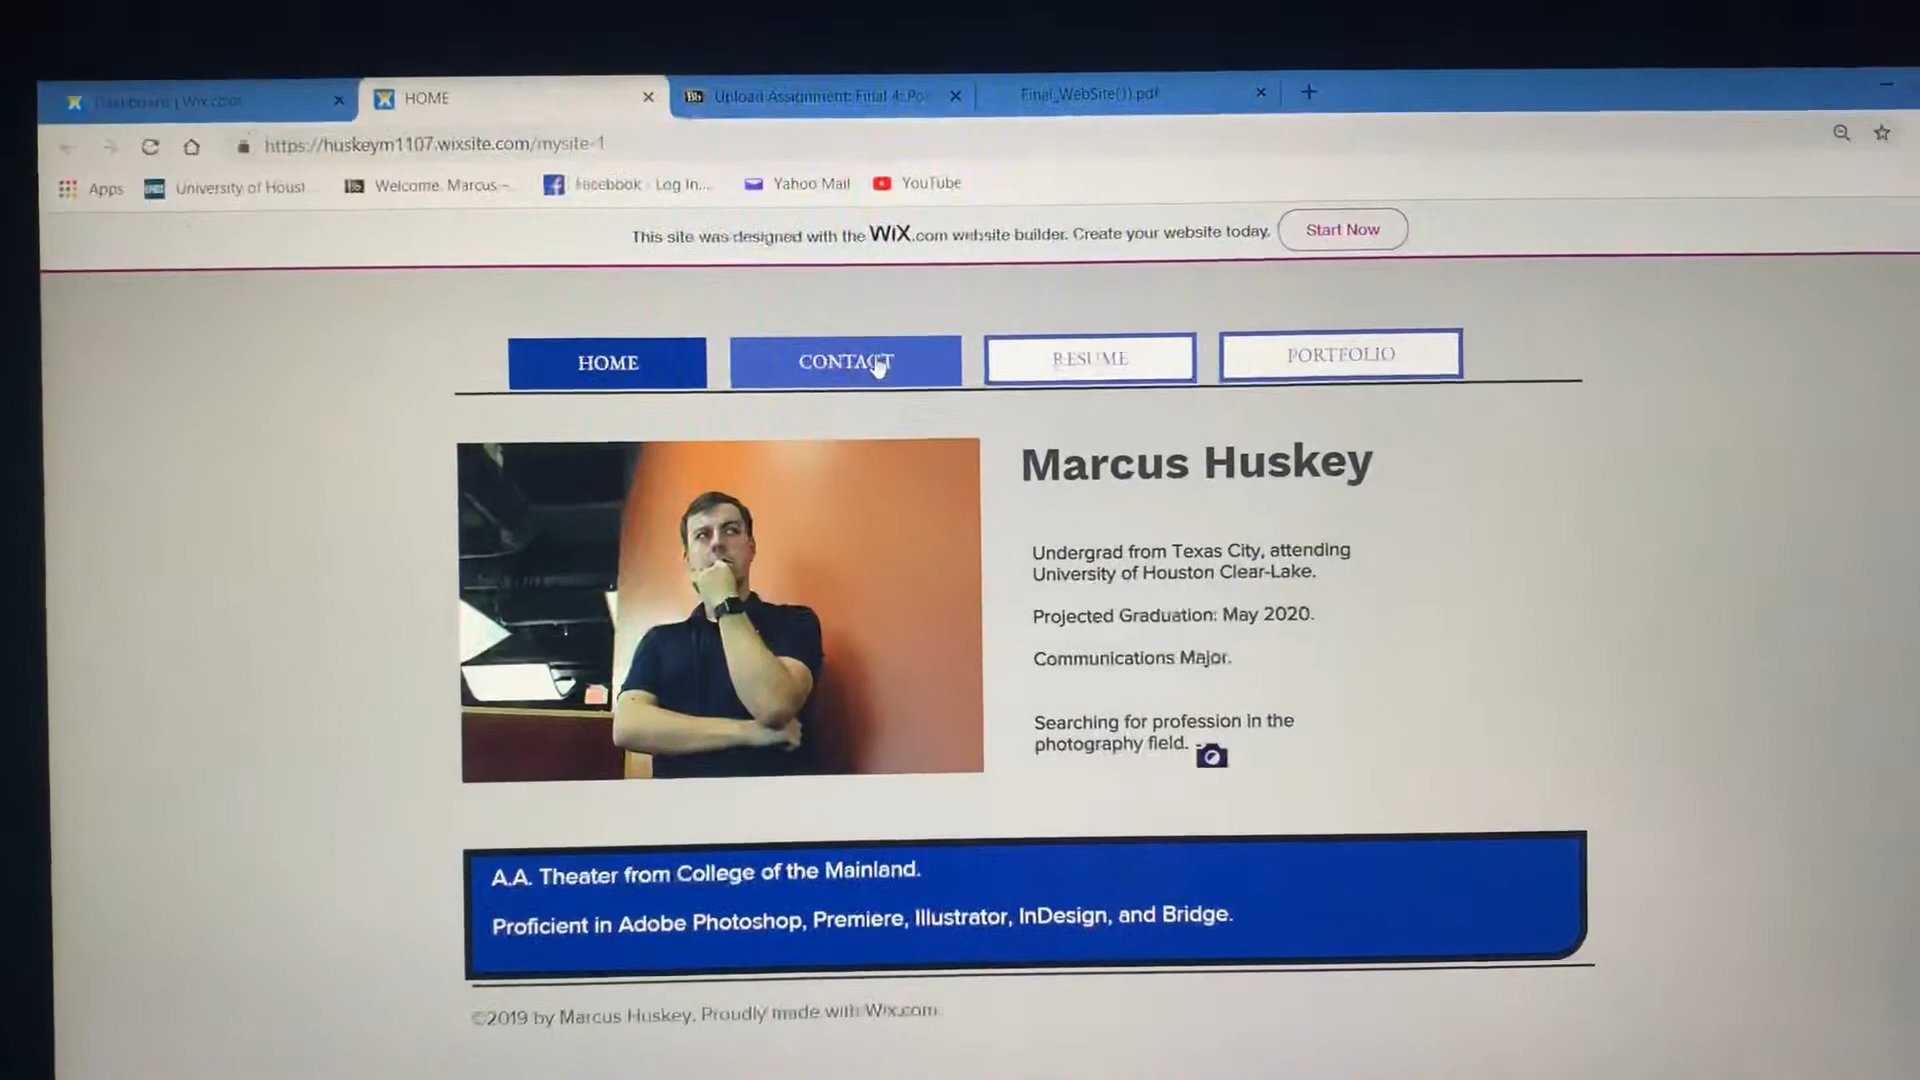 Dashboard | Wix.com
HOME
Upload Assignment: Final 4: Po
Final_WebSite(1).pdf
https://huskeym1107.wixsite.com/mysite-1
Apps
University of Houst...
Welcome, Marcus –
Facebook - Log In...
Yahoo Mail
YouTube
This site was designed with the WiX.com website builder. Create your website today.
Start Now
HOME
CONTACT
RESUME
PORTFOLIO
Marcus Huskey
Undergrad from Texas City, attending
University of Houston Clear-Lake.
Projected Graduation: May 2020.
Communications Major.
Searching for profession in the
photography field.
A.A. Theater from College of the Mainland.
Proficient in Adobe Photoshop, Premiere, Illustrator, InDesign, and Bridge.
©2019 by Marcus Huskey. Proudly made with Wix.com